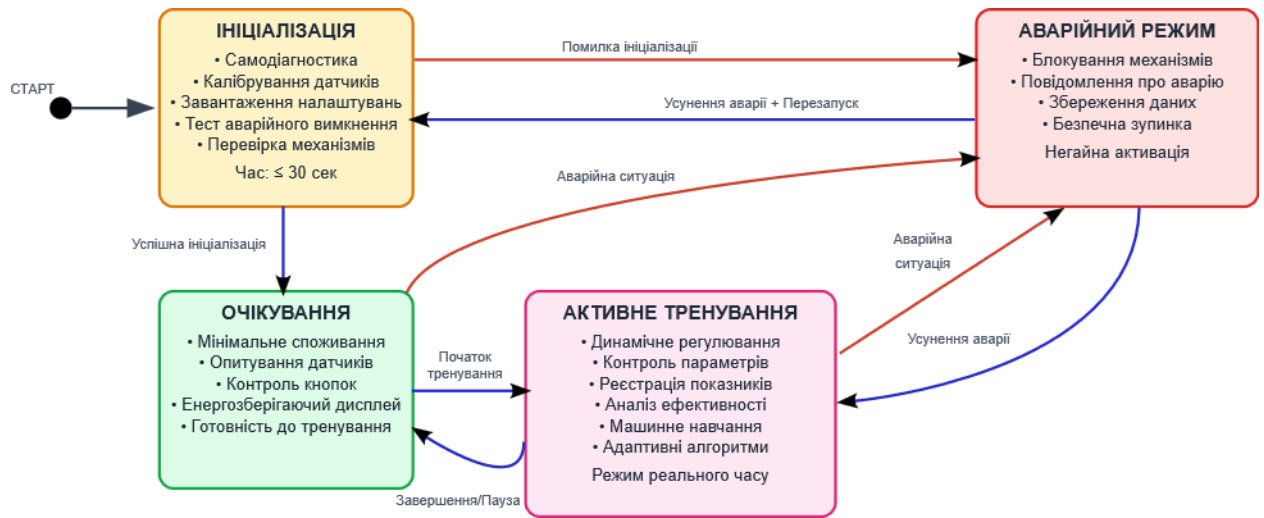 СТАРТ
ІНІЦІАЛІЗАЦІЯ
• Самодіагностика
• Калібрування датчиків
• Завантаження налаштувань
• Тест аварійного вимкнення
• Перевірка механізмів
Час: ≤ 30 сек
Помилка ініціалізації
Усунення аварії + Перезапуск
АВАРІЙНИЙ РЕЖИМ
• Блокування механізмів
• Повідомлення про аварію
• Збереження даних
• Безпечна зупинка
Негайна активація
Аварійна ситуація
Успішна ініціалізація
Аварійна
ситуація
ОЧІКУВАННЯ
• Мінімальне споживання
• Опитування датчиків
• Контроль кнопок
• Енергозберігаючий дисплей
• Готовність до тренування
Початок
тренування
АКТИВНЕ ТРЕНУВАННЯ
• Динамічне регулювання
• Контроль параметрів
• Реєстрація показників
• Аналіз ефективності
• Машинне навчання
• Адаптивні алгоритми
Режим реального часу
Усунення аварії
Завершення/Пауза